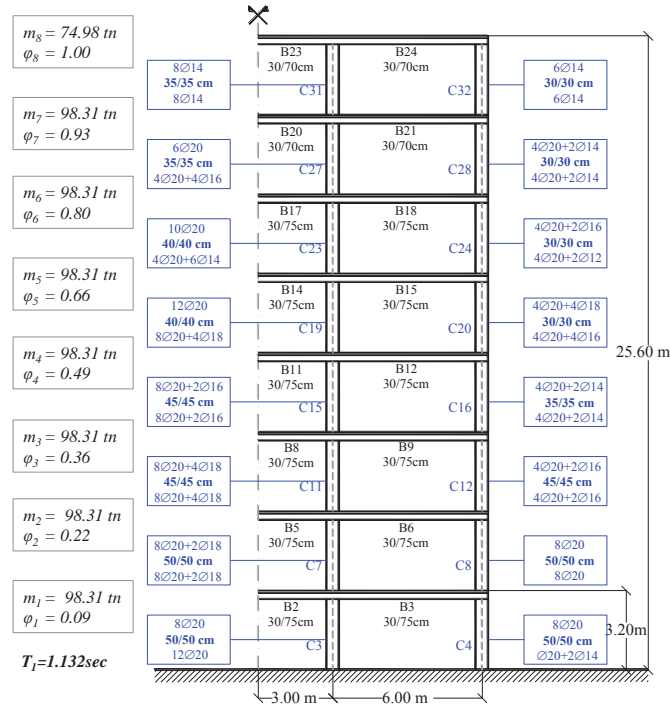 m8 = 74.98 tn
φ8 = 1.00
B23
30/70cm
B24
30/70cm
8∅14
35/35 cm
8∅14
C31
C32
6∅14
30/30 cm
6∅14
m7 = 98.31 tn
φ7 = 0.93
B20
30/70cm
B21
30/70cm
6∅20
35/35 cm
4∅20+4∅16
C27
C28
4∅20+2∅14
30/30 cm
4∅20+2∅14
m6 = 98.31 tn
φ6 = 0.80
B17
30/75cm
B18
30/75cm
10∅20
40/40 cm
4∅20+6∅14
C23
C24
4∅20+2∅16
30/30 cm
4∅20+2∅12
m5 = 98.31 tn
φ5 = 0.66
B14
30/75cm
B15
30/75cm
12∅20
40/40 cm
8∅20+4∅18
C19
C20
4∅20+4∅18
30/30 cm
4∅20+4∅16
25.60 m
m4 = 98.31 tn
φ4 = 0.49
B11
30/75cm
B12
30/75cm
8∅20+2∅16
45/45 cm
8∅20+2∅16
C15
C16
4∅20+2∅14
35/35 cm
4∅20+2∅14
m3 = 98.31 tn
φ3 = 0.36
B8
30/75cm
B9
30/75cm
8∅20+4∅18
45/45 cm
8∅20+4∅18
C11
C12
4∅20+2∅16
45/45 cm
4∅20+2∅16
m2 = 98.31 tn
φ2 = 0.22
B5
30/75cm
B6
30/75cm
8∅20+2∅18
50/50 cm
8∅20+2∅18
C7
C8
8∅20
50/50 cm
8∅20
m1 = 98.31 tn
φ1 = 0.09
B2
30/75cm
B3
30/75cm
8∅20
50/50 cm
12∅20
C3
C4
8∅20
50/50 cm
∅20+2∅14
3.20m
T1=1.132sec
3.00 m
6.00 m